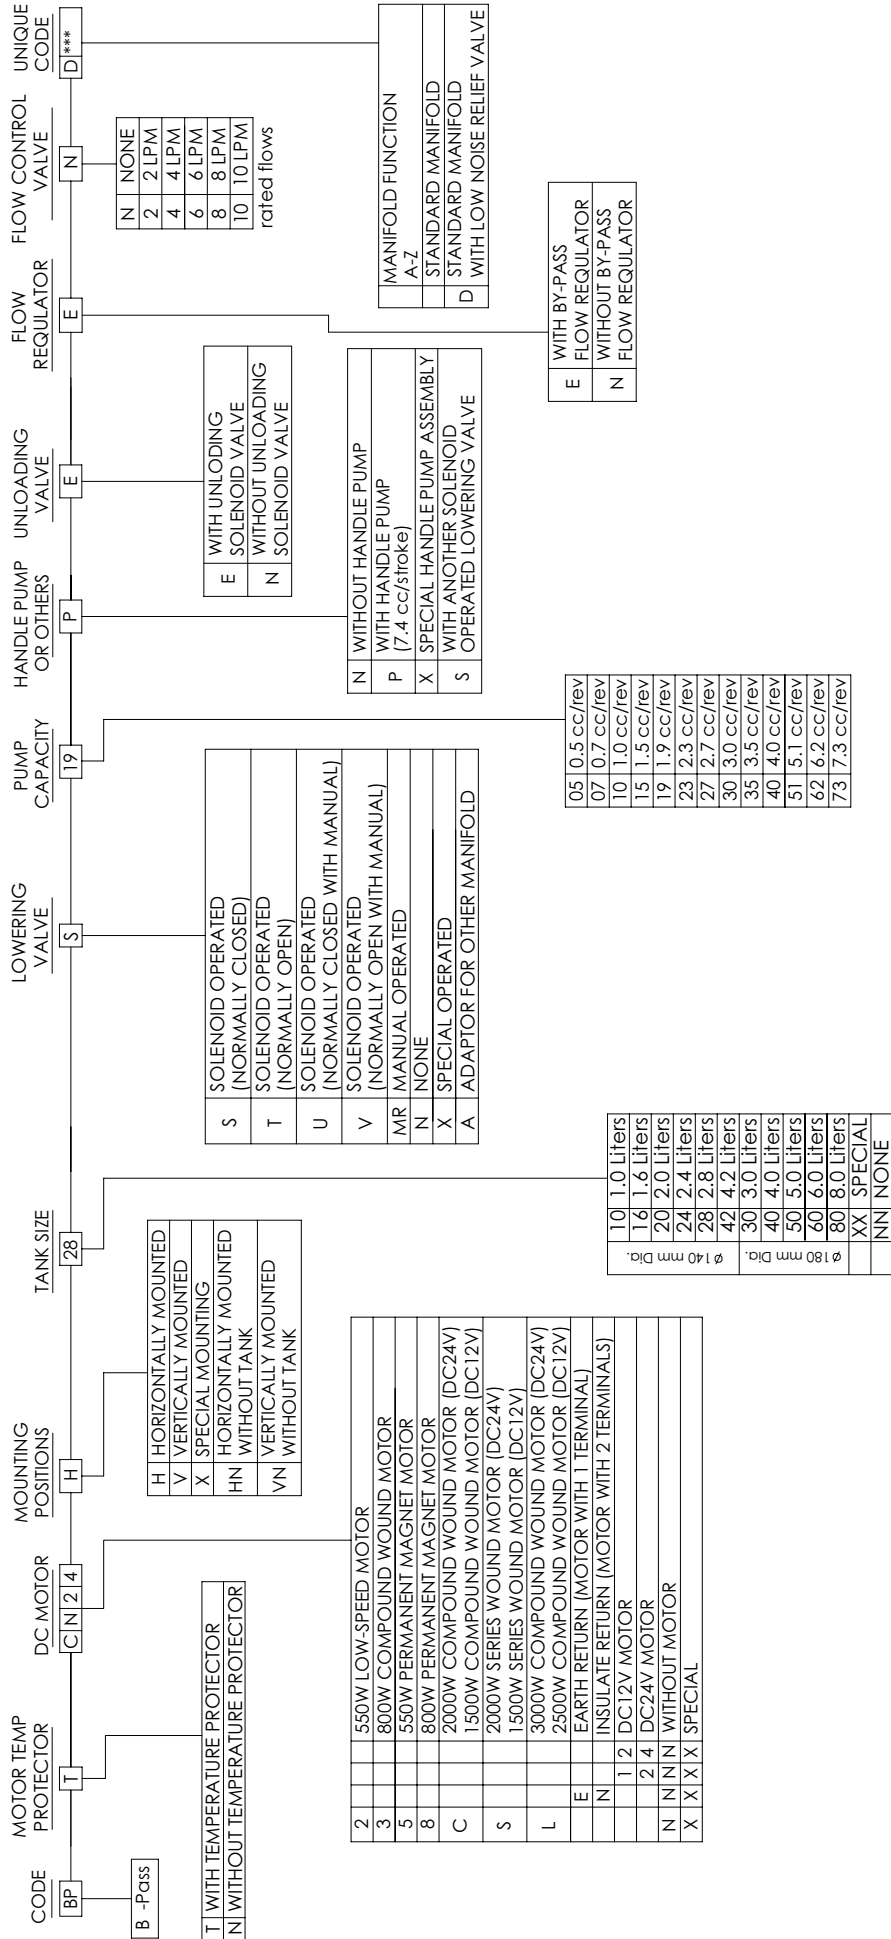 CODE
BP
B -Pass
MOTOR TEMP
PROTECTOR
T
T WITH TEMPERATURE PROTECTOR
N WITHOUT TEMPERATURE PROTECTOR
DC MOTOR
C N 2 4
2 550W LOW-SPEED MOTOR
3 800W COMPOUND WOUND MOTOR
5 550W PERMANENT MAGNET MOTOR
8 800W PERMANENT MAGNET MOTOR
C 2000W COMPOUND WOUND MOTOR (DC24V)
1500W COMPOUND WOUND MOTOR (DC12V)
S 2000W SERIES WOUND MOTOR (DC24V)
1500W SERIES WOUND MOTOR (DC12V)
L 3000W COMPOUND WOUND MOTOR (DC24V)
2500W COMPOUND WOUND MOTOR (DC12V)
E EARTH RETURN (MOTOR WITH 1 TERMINAL)
N INSULATE RETURN (MOTOR WITH 2 TERMINALS)
1 2 DC12V MOTOR
2 4 DC24V MOTOR
N N N N WITHOUT MOTOR
X X X X SPECIAL
MOUNTING
POSITIONS
H
H HORIZONTALLY MOUNTED
V VERTICALLY MOUNTED
X SPECIAL MOUNTING
HN HORIZONTALLY MOUNTED
WITHOUT TANK
VN VERTICALLY MOUNTED
WITHOUT TANK
TANK SIZE
28
ø140 mm Dia.
10 1.0 Liters
16 1.6 Liters
20 2.0 Liters
24 2.4 Liters
28 2.8 Liters
42 4.2 Liters
ø180 mm Dia.
30 3.0 Liters
40 4.0 Liters
50 5.0 Liters
60 6.0 Liters
80 8.0 Liters
XX SPECIAL
NN NONE
LOWERING
VALVE
S
S SOLENOID OPERATED
(NORMALLY CLOSED)
T SOLENOID OPERATED
(NORMALLY OPEN)
U SOLENOID OPERATED
(NORMALLY CLOSED WITH MANUAL)
V SOLENOID OPERATED
(NORMALLY OPEN WITH MANUAL)
MR MANUAL OPERATED
N NONE
X SPECIAL OPERATED
A ADAPTOR FOR OTHER MANIFOLD
PUMP
CAPACITY
19
05 0.5 cc/rev
07 0.7 cc/rev
10 1.0 cc/rev
15 1.5 cc/rev
19 1.9 cc/rev
23 2.3 cc/rev
27 2.7 cc/rev
30 3.0 cc/rev
35 3.5 cc/rev
40 4.0 cc/rev
51 5.1 cc/rev
62 6.2 cc/rev
73 7.3 cc/rev
HANDLE PUMP
OR OTHERS
P
N WITHOUT HANDLE PUMP
P WITH HANDLE PUMP
(7.4 cc/stroke)
X SPECIAL HANDLE PUMP ASSEMBLY
S WITH ANOTHER SOLENOID
OPERATED LOWERING VALVE
UNLOADING
VALVE
E
E WITH UNLODING
SOLENOID VALVE
N WITHOUT UNLOADING
SOLENOID VALVE
FLOW
REQULATOR
E
E WITH BY-PASS
FLOW REQULATOR
N WITHOUT BY-PASS
FLOW REQULATOR
FLOW CONTROL
VALVE
N
N NONE
2 2 LPM
4 4 LPM
6 6 LPM
8 8 LPM
10 10 LPM
rated flows
UNIQUE
CODE
D ***
MANIFOLD FUNCTION
A-Z
STANDARD MANIFOLD
D STANDARD MANIFOLD
WITH LOW NOISE RELIEF VALVE